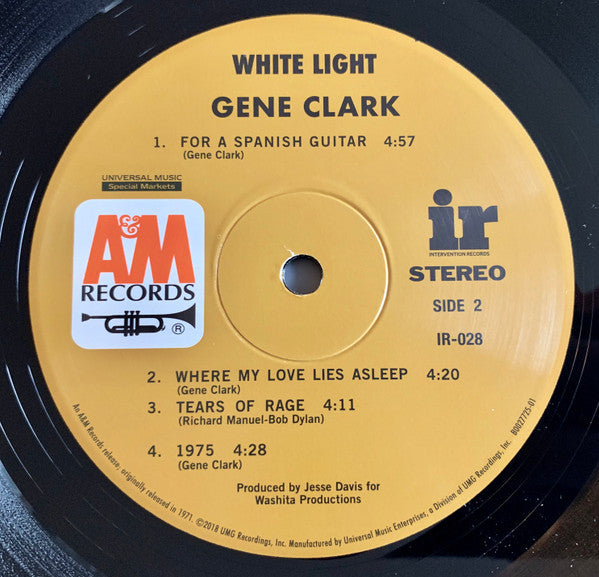 WHITE LIGHT
GENE CLARK
1. FOR A SPANISH GUITAR 4:57
(Gene Clark)
UNIVERSAL MUSIC
Special Markets
A&M
RECORDS
®
ir
INTERVENTION RECORDS
STEREO
SIDE 2
IR-028
2. WHERE MY LOVE LIES ASLEEP 4:20
(Gene Clark)
3. TEARS OF RAGE 4:11
(Richard Manuel-Bob Dylan)
4. 1975 4:28
(Gene Clark)
Produced by Jesse Davis for
Washita Productions
An A&M Records release, originally released in 1971. ©2018 UMG Recordings, Inc. Manufactured by Universal Music Enterprises, a Division of UMG Recordings, Inc. B0027725-01